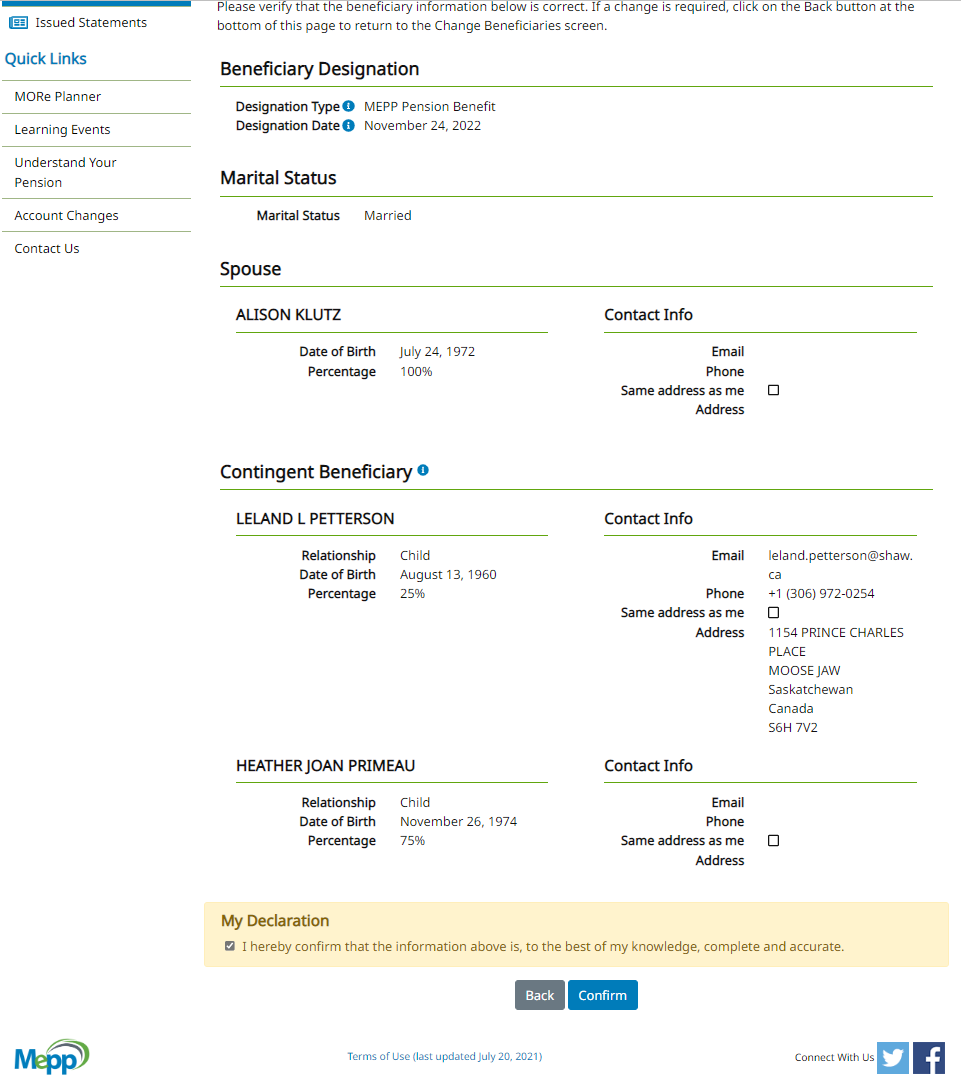 Issued Statements
Quick Links
MORe Planner
Learning Events
Understand Your
Pension
Account Changes
Contact Us
Please verify that the beneficiary information below is correct. If a change is required, click on the Back button at the
bottom of this page to return to the Change Beneficiaries screen.
Beneficiary Designation
Designation Type MEPP Pension Benefit
Designation Date November 24, 2022
Marital Status
Marital Status Married
Spouse
ALISON KLUTZ
Date of Birth July 24, 1972
Percentage 100%
Contact Info
Email
Phone
Same address as me
Address
Contingent Beneficiary
LELAND L PETTERSON
Relationship Child
Date of Birth August 13, 1960
Percentage 25%
Contact Info
Email leland.petterson@shaw.
ca
Phone +1 (306) 972-0254
Same address as me
Address 1154 PRINCE CHARLES
PLACE
MOOSE JAW
Saskatchewan
Canada
S6H 7V2
HEATHER JOAN PRIMEAU
Relationship Child
Date of Birth November 26, 1974
Percentage 75%
Contact Info
Email
Phone
Same address as me
Address
My Declaration
I hereby confirm that the information above is, to the best of my knowledge, complete and accurate.
Back Confirm
Mepp
Terms of Use (last updated July 20, 2021)
Connect With Us